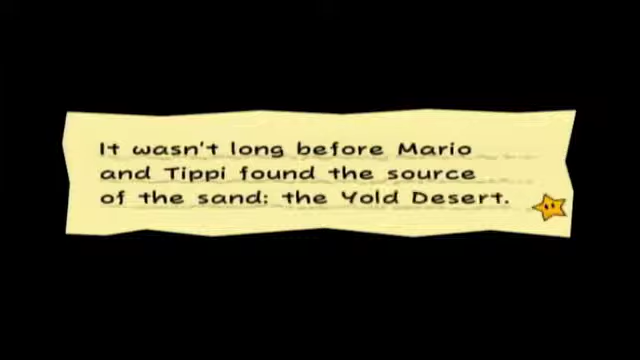 It wasn't long before Mario
and Tippi found the source
of the sand: the Yold Desert.